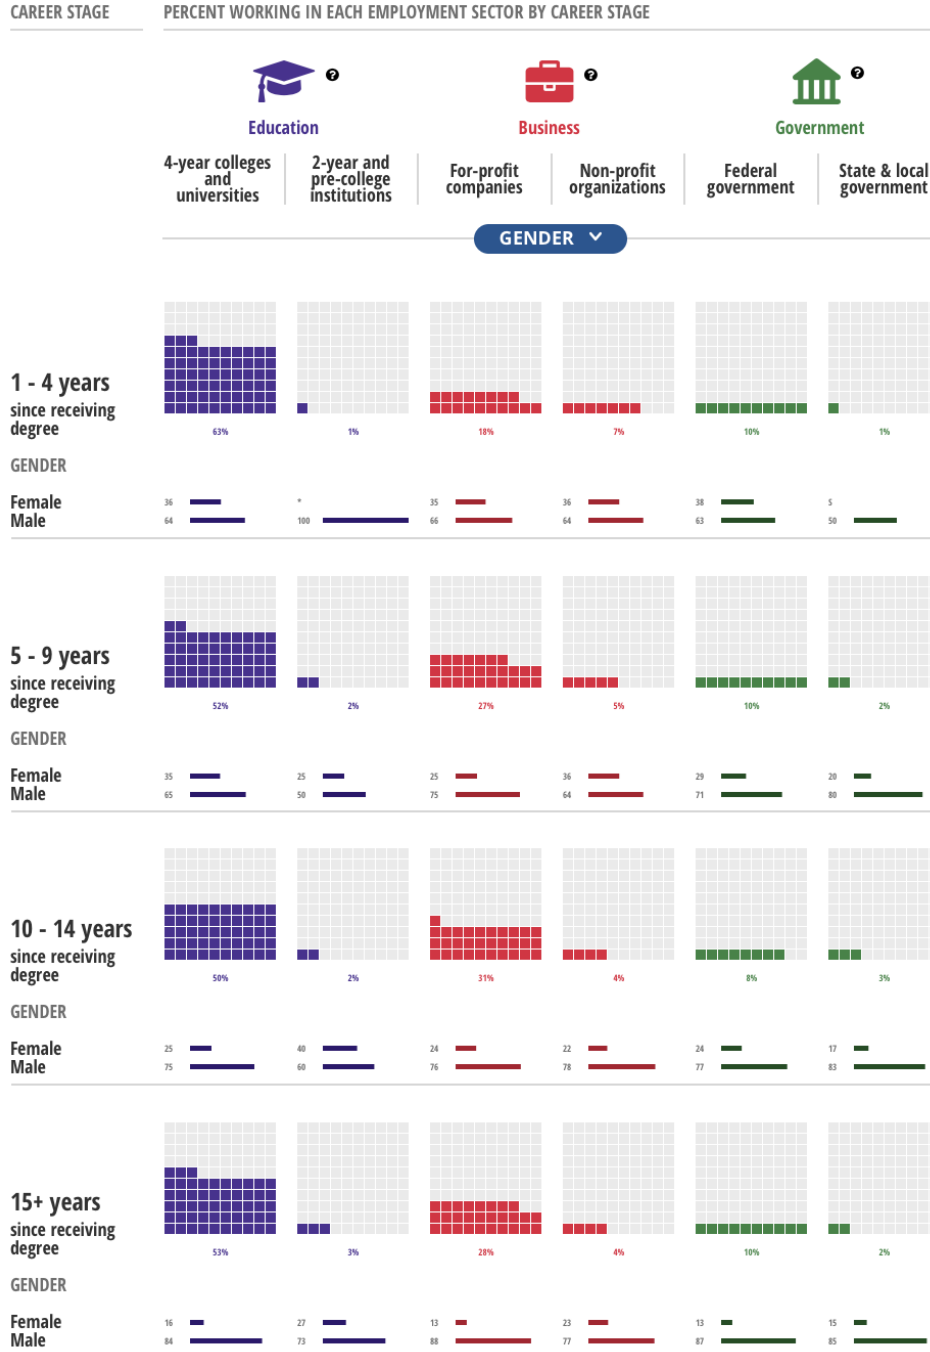 CAREER STAGE
PERCENT WORKING IN EACH EMPLOYMENT SECTOR BY CAREER STAGE
? ? ?
Education Business Government
4-year colleges and universities
2-year and pre-college institutions
For-profit companies
Non-profit organizations
Federal government
State & local government
GENDER
1 - 4 years
since receiving
degree
63% 1% 18% 7% 10% 1%
GENDER
Female 36 * 35 36 38 S
Male 64 100 66 64 63 50
5 - 9 years
since receiving
degree
52% 2% 27% 5% 10% 2%
GENDER
Female 35 25 25 36 29 20
Male 65 50 75 64 71 80
10 - 14 years
since receiving
degree
50% 2% 31% 4% 8% 3%
GENDER
Female 25 40 24 22 24 17
Male 75 60 76 78 77 83
15+ years
since receiving
degree
53% 3% 28% 4% 10% 2%
GENDER
Female 16 27 13 23 13 15
Male 84 73 88 77 87 85